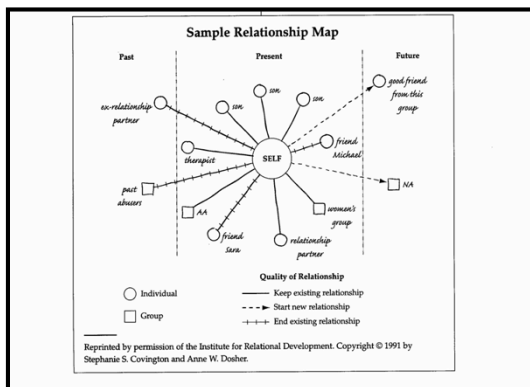 Sample Relationship Map
Past
Present
Future
ex-relationship
partner
son
son
son
good friend
from this
group
therapist
SELF
friend
Michael
past
abusers
NA
AA
women's
group
friend
Sara
relationship
partner
Quality of Relationship
Individual
Keep existing relationship
Start new relationship
Group
End existing relationship
Reprinted by permission of the Institute for Relational Development. Copyright © 1991 by
Stephanie S. Covington and Anne W. Dosher.